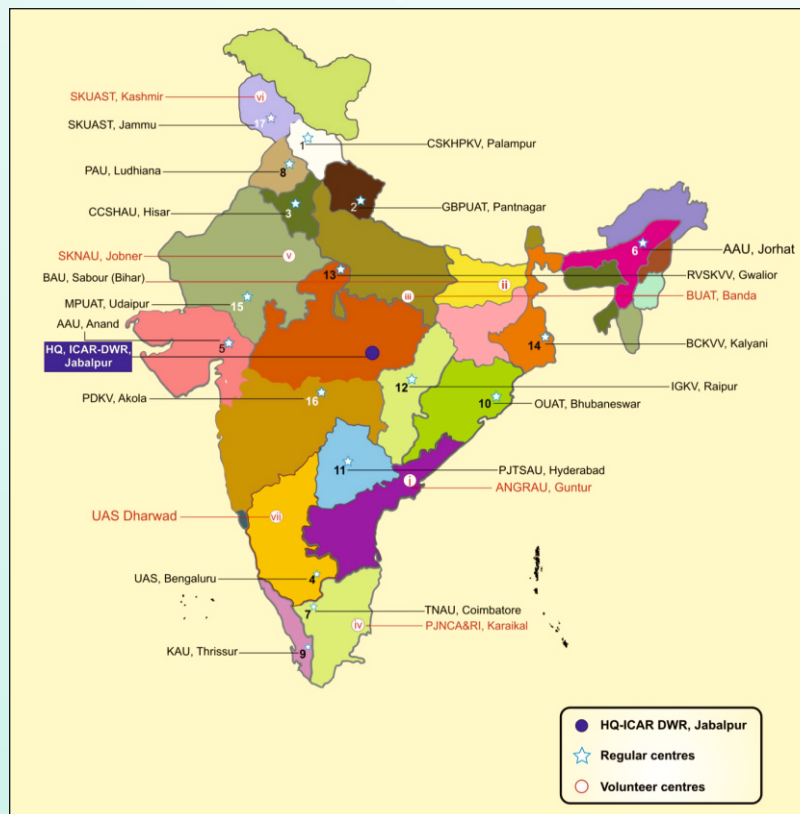 SKUAST, Kashmir
vi
SKUAST, Jammu
17
1
CSKHPKV, Palampur
PAU, Ludhiana
8
CCSHAU, Hisar
3
2
GBPUAT, Pantnagar
6
AAU, Jorhat
SKNAU, Jobner
v
13
RVSKVV, Gwalior
BAU, Sabour (Bihar)
ii
MPUAT, Udaipur
15
iii
BUAT, Banda
AAU, Anand
5
14
BCKVV, Kalyani
HQ, ICAR-DWR,
Jabalpur
12
IGKV, Raipur
PDKV, Akola
16
10
OUAT, Bhubaneswar
11
PJTSAU, Hyderabad
i
ANGRAU, Guntur
UAS Dharwad
vii
UAS, Bengaluru
4
7
TNAU, Coimbatore
iv
PJNCA&RI, Karaikal
KAU, Thrissur
9
HQ-ICAR DWR, Jabalpur
Regular centres
Volunteer centres